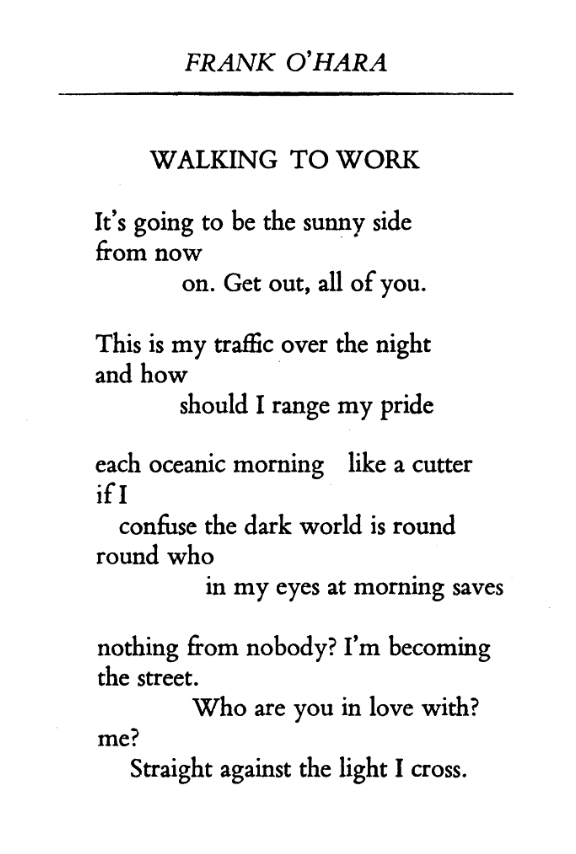 FRANK O'HARA
WALKING TO WORK
It's going to be the sunny side
from now
on. Get out, all of you.
This is my traffic over the night
and how
should I range my pride
each oceanic morning like a cutter
if I
confuse the dark world is round
round who
in my eyes at morning saves
nothing from nobody? I'm becoming
the street.
Who are you in love with?
me?
Straight against the light I cross.